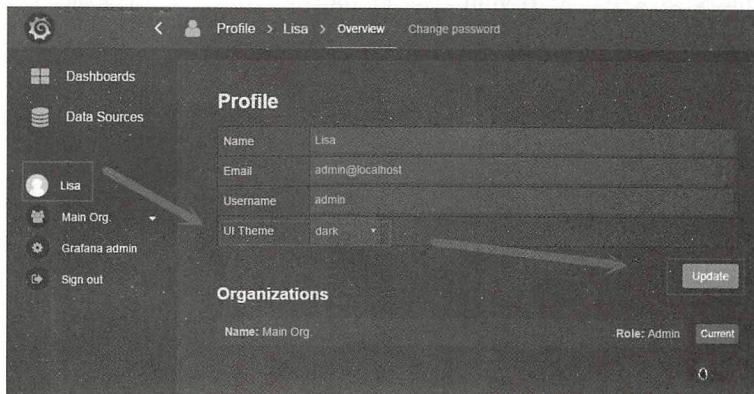 Profile > Lisa > Overview Change password
Dashboards
Data Sources
Lisa
Main Org.
Grafana admin
Sign out
Profile
Name Lisa
Email admin@localhost
Username admin
UI Theme dark
Update
Organizations
Name: Main Org. Role: Admin Current